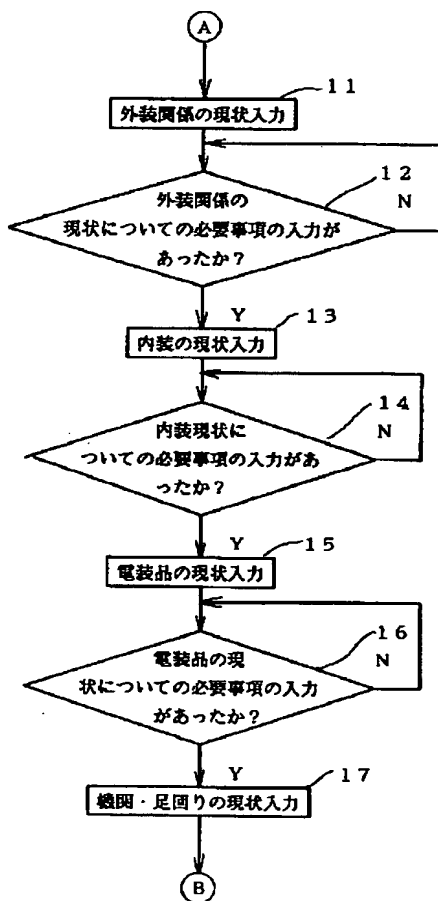 A
11
外装関係の現状入力
12
外装関係の
現状についての必要事項の入力が
あったか?
N
Y
13
内装の現状入力
14
内装現状に
ついての必要事項の入力があ
ったか?
N
Y
15
電装品の現状入力
16
電装品の現
状についての必要事項の入力
があったか?
N
Y
17
機関・足回りの現状入力
B